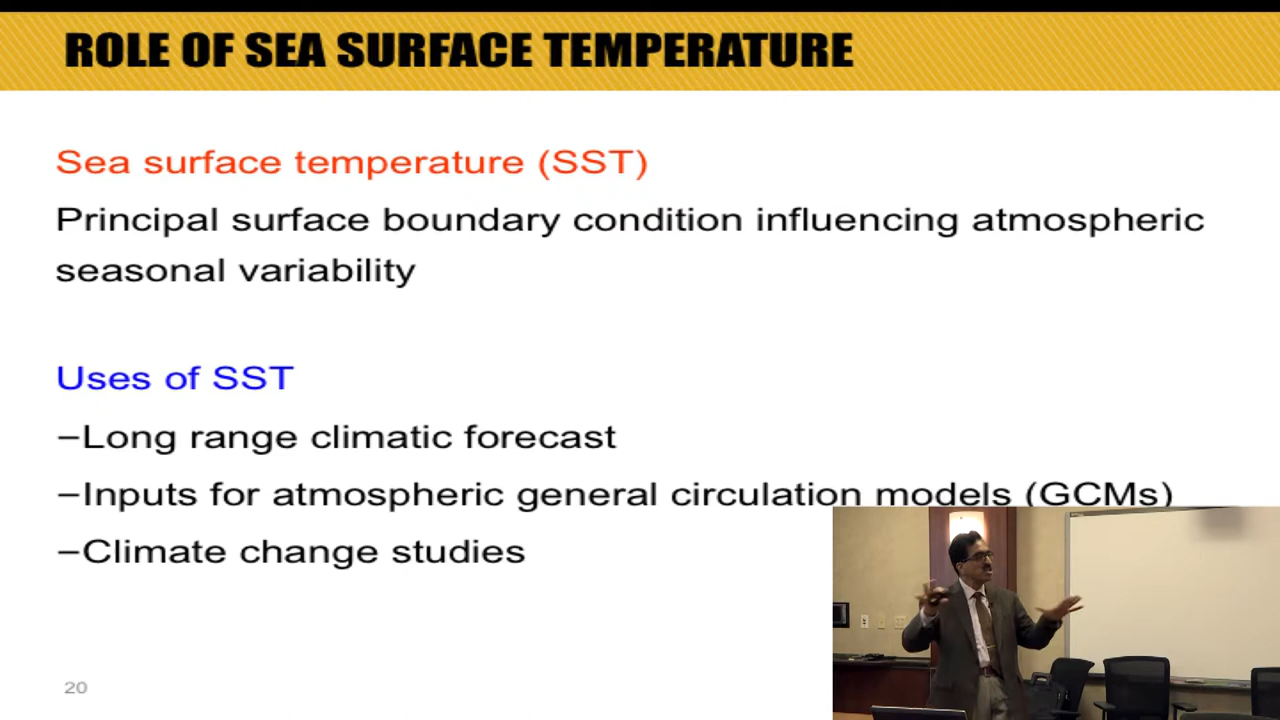 ROLE OF SEA SURFACE TEMPERATURE
Sea surface temperature (SST)
Principal surface boundary condition influencing atmospheric
seasonal variability
Uses of SST
–Long range climatic forecast
–Inputs for atmospheric general circulation models (GCMs)
–Climate change studies
20